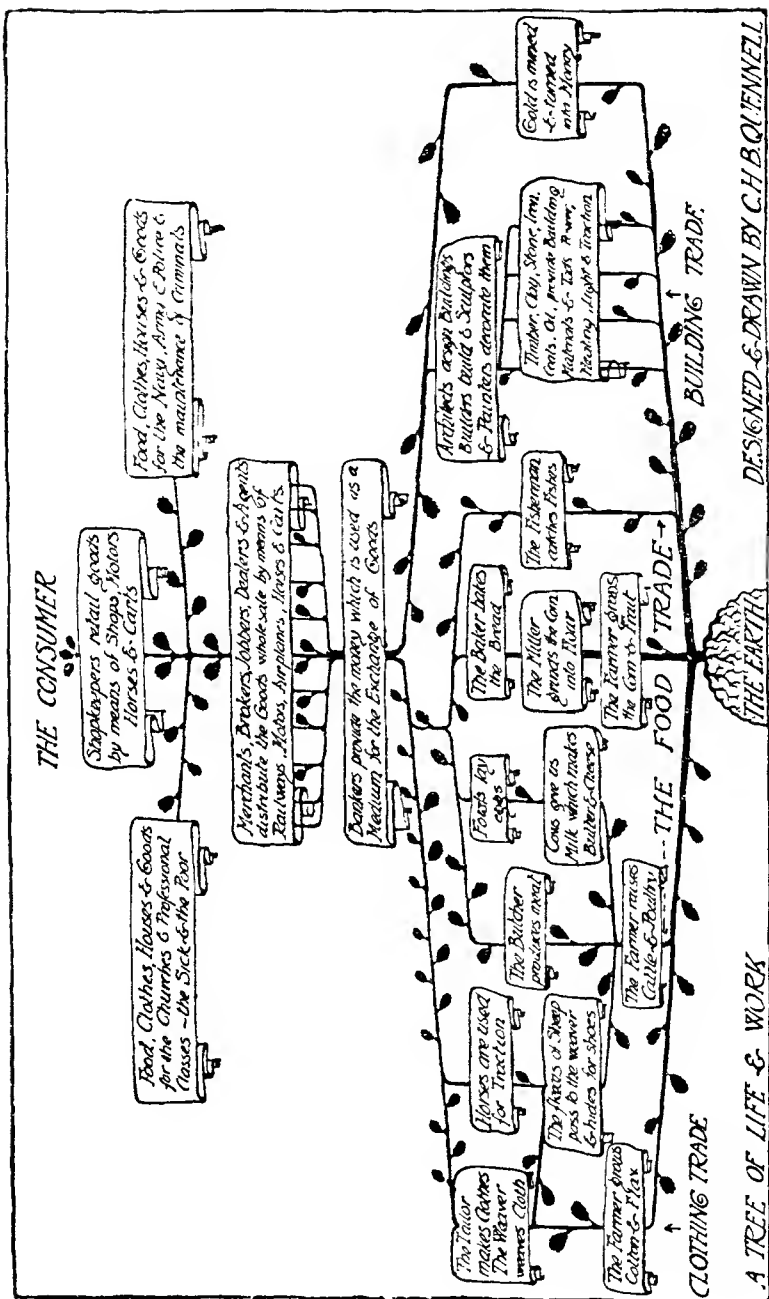 THE CONSUMER
Shopkeepers retail goods
by means of Shops, Motors
Horses & Carts
Food, Clothes, Houses & Goods
for the Churches & Professional
Classes – the Sick & the Poor
Food, Clothes, Houses & Goods
for the Navy, Army & Police &
the maintenance of Criminals
Merchants, Brokers, Jobbers, Dealers & Agents
distribute the Goods wholesale by means of
Railways, Motors, Airplanes, Horses & Carts.
Bankers provide the money which is used as a
Medium for the Exchange of Goods
The Tailor
makes Clothes
The Weaver
weaves Cloth
Horses are used
for Traction
The fleeces of Sheep
pass to the weaver
& hides for shoes
The Farmer grows
Cotton & Flax
The Butcher
produces meat
Fowls lay
eggs
Cows give us
Milk which makes
Butter & Cheese
The Farmer raises
Cattle & Poultry
The Baker bakes
the Bread
The Miller
grinds the Corn
into Flour
The Farmer grows
the Corn & Fruit
The Fisherman
catches Fishes
Architects design Buildings
Builders build & Sculptors
& Painters decorate them
Timber, Clay, Stone, Iron,
Coals, Oil, provide Building
Materials & Tools Power,
Heating, Light & Traction
Gold is mined
& turned
into Money
CLOTHING TRADE
THE FOOD TRADE
BUILDING TRADE
THE EARTH
A TREE OF LIFE & WORK
DESIGNED & DRAWN BY C.H.B. QUENNELL